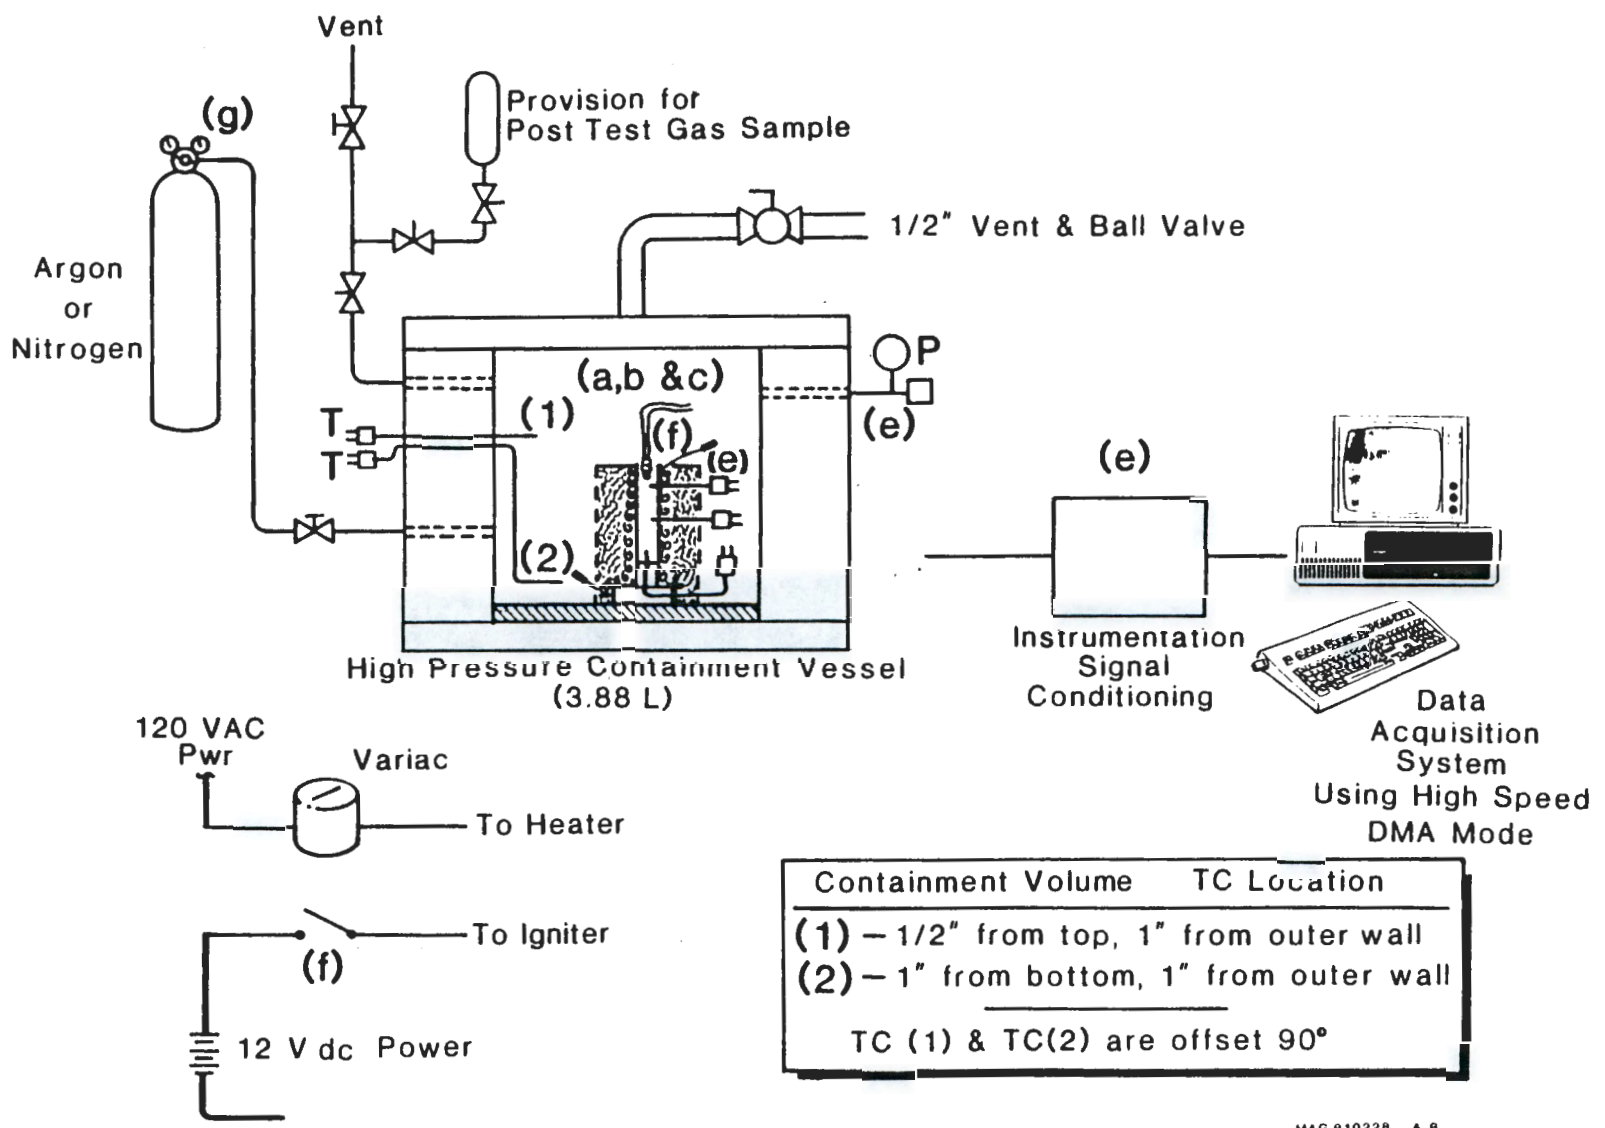 Vent
(g)
Provision for
Post Test Gas Sample
1/2" Vent & Ball Valve
Argon
or
Nitrogen
(a,b &c)
P
(1)
T
T
(f)
(e)
(e)
(e)
(2)
High Pressure Containment Vessel
(3.88 L)
Instrumentation
Signal
Conditioning
Data
Acquisition
System
Using High Speed
DMA Mode
120 VAC
Pwr
Variac
To Heater
To Igniter
(f)
12 V dc Power
Containment Volume TC Location
(1) – 1/2" from top, 1" from outer wall
(2) – 1" from bottom, 1" from outer wall
TC (1) & TC(2) are offset 90°